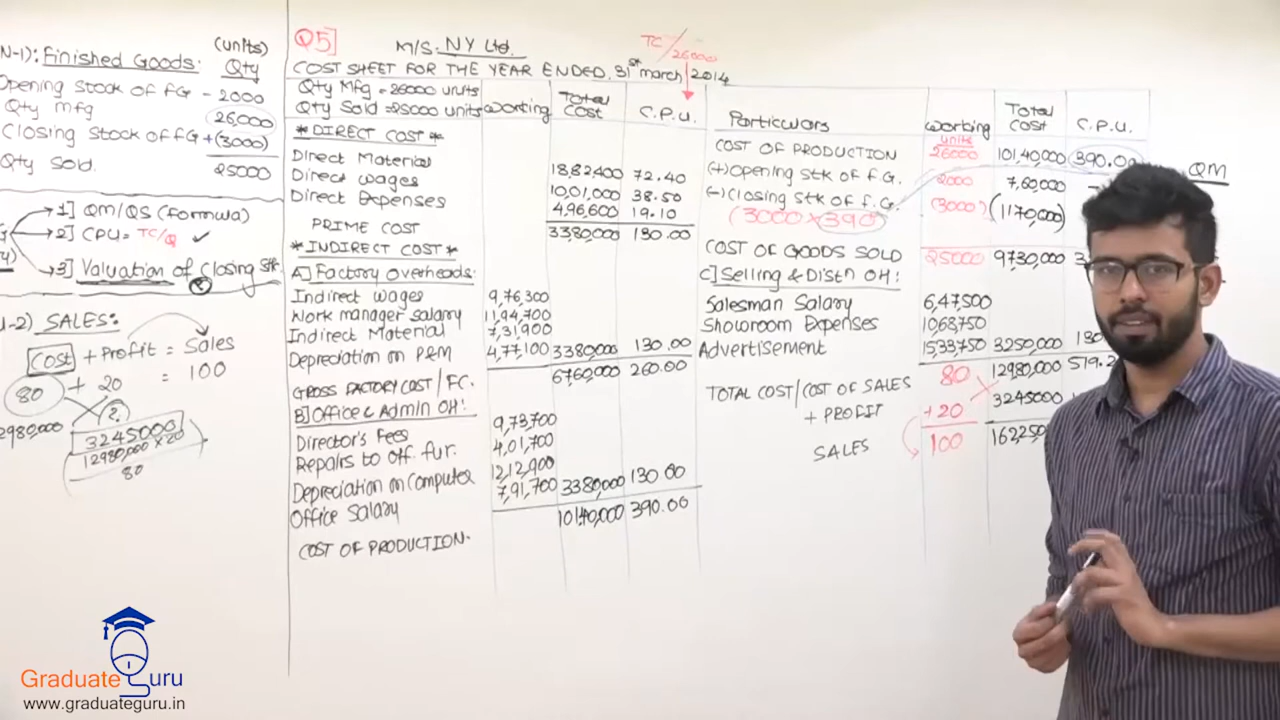 N-1): Finished Goods: (units)
Qty
Opening Stock of FG - 2000
Qty mfg 26,000
Closing Stock of FG + (3000)
Qty Sold. 25000
1] QM/QS (formula)
2] CPU = TC/Q ✓
3] Valuation of Closing Stk.
-2) SALES:
Cost + Profit = Sales
80 + 20 = 100
(?)
2980,000 3245000
12980,000 x 20
80
Q5] M/S. NY Ltd. TC/26000
COST SHEET FOR THE YEAR ENDED, 31st march, 2014
Qty Mfg = 26000 units
Qty Sold = 25000 units Working Total Cost C.P.U.
* DIRECT COST *
Direct Material 18,82,400 72.40
Direct Wages 10,01,000 38.50
Direct Expenses 4,96,600 19.10
PRIME COST 3380,000 130.00
* INDIRECT COST *
A] Factory Overheads:
Indirect Wages 9,76,300
Work manager Salary 11,94,700
Indirect Material 7,31,900
Depreciation on P&M 4,77,100 3380,000 130.00
GROSS FACTORY COST / FC. 6760,000 260.00
B] Office & Admin OH:
Director's Fees 9,73,700
Repairs to off. fur. 4,01,700
Depreciation on Computer 12,12,900
Office Salary 7,91,700 3380,000 130.00
COST OF PRODUCTION. 10140,000 390.00
Particulars Working Total Cost C.P.U.
units
COST OF PRODUCTION 26000 101,40,000 390.00
(+) Opening Stk of F.G. 2000 7,60,000
(-) Closing Stk of F.G. (3000) (1170,000)
(3000 x 390)
COST OF GOODS SOLD 25000 9730,000
C] Selling & Distn OH:
Salesman Salary 6,47,500
Showroom Expenses 10,68,750
Advertisement 15,33,750 3250,000 130
TOTAL COST / COST OF SALES 80 12980,000 519.2
+ PROFIT +20 3245000
SALES 100
QM
Graduate Guru
www.graduateguru.in